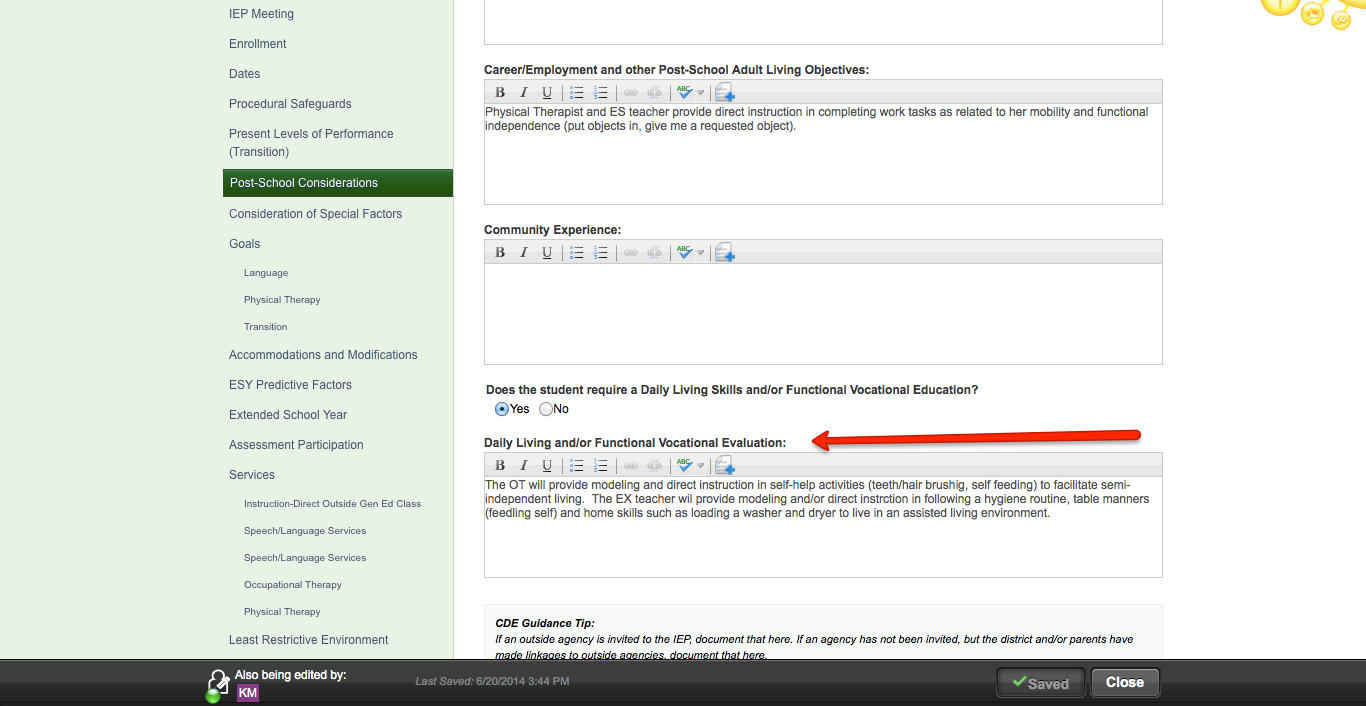 IEP Meeting
Enrollment
Dates
Procedural Safeguards
Present Levels of Performance
(Transition)
Post-School Considerations
Consideration of Special Factors
Goals
Language
Physical Therapy
Transition
Accommodations and Modifications
ESY Predictive Factors
Extended School Year
Assessment Participation
Services
Instruction-Direct Outside Gen Ed Class
Speech/Language Services
Speech/Language Services
Occupational Therapy
Physical Therapy
Least Restrictive Environment
Career/Employment and other Post-School Adult Living Objectives:
B I U ABC
Physical Therapist and ES teacher provide direct instruction in completing work tasks as related to her mobility and functional
independence (put objects in, give me a requested object).
Community Experience:
B I U ABC
Does the student require a Daily Living Skills and/or Functional Vocational Education?
Yes No
Daily Living and/or Functional Vocational Evaluation:
B I U ABC
The OT will provide modeling and direct instruction in self-help activities (teeth/hair brushig, self feeding) to facilitate semi-
independent living.  The EX teacher wil provide modeling and/or direct instrction in following a hygiene routine, table manners
(feedling self) and home skills such as loading a washer and dryer to live in an assisted living environment.
CDE Guidance Tip:
If an outside agency is invited to the IEP, document that here. If an agency has not been invited, but the district and/or parents have
made linkages to outside agencies, document that here.
Also being edited by:
KM
Last Saved: 6/20/2014 3:44 PM
Saved
Close